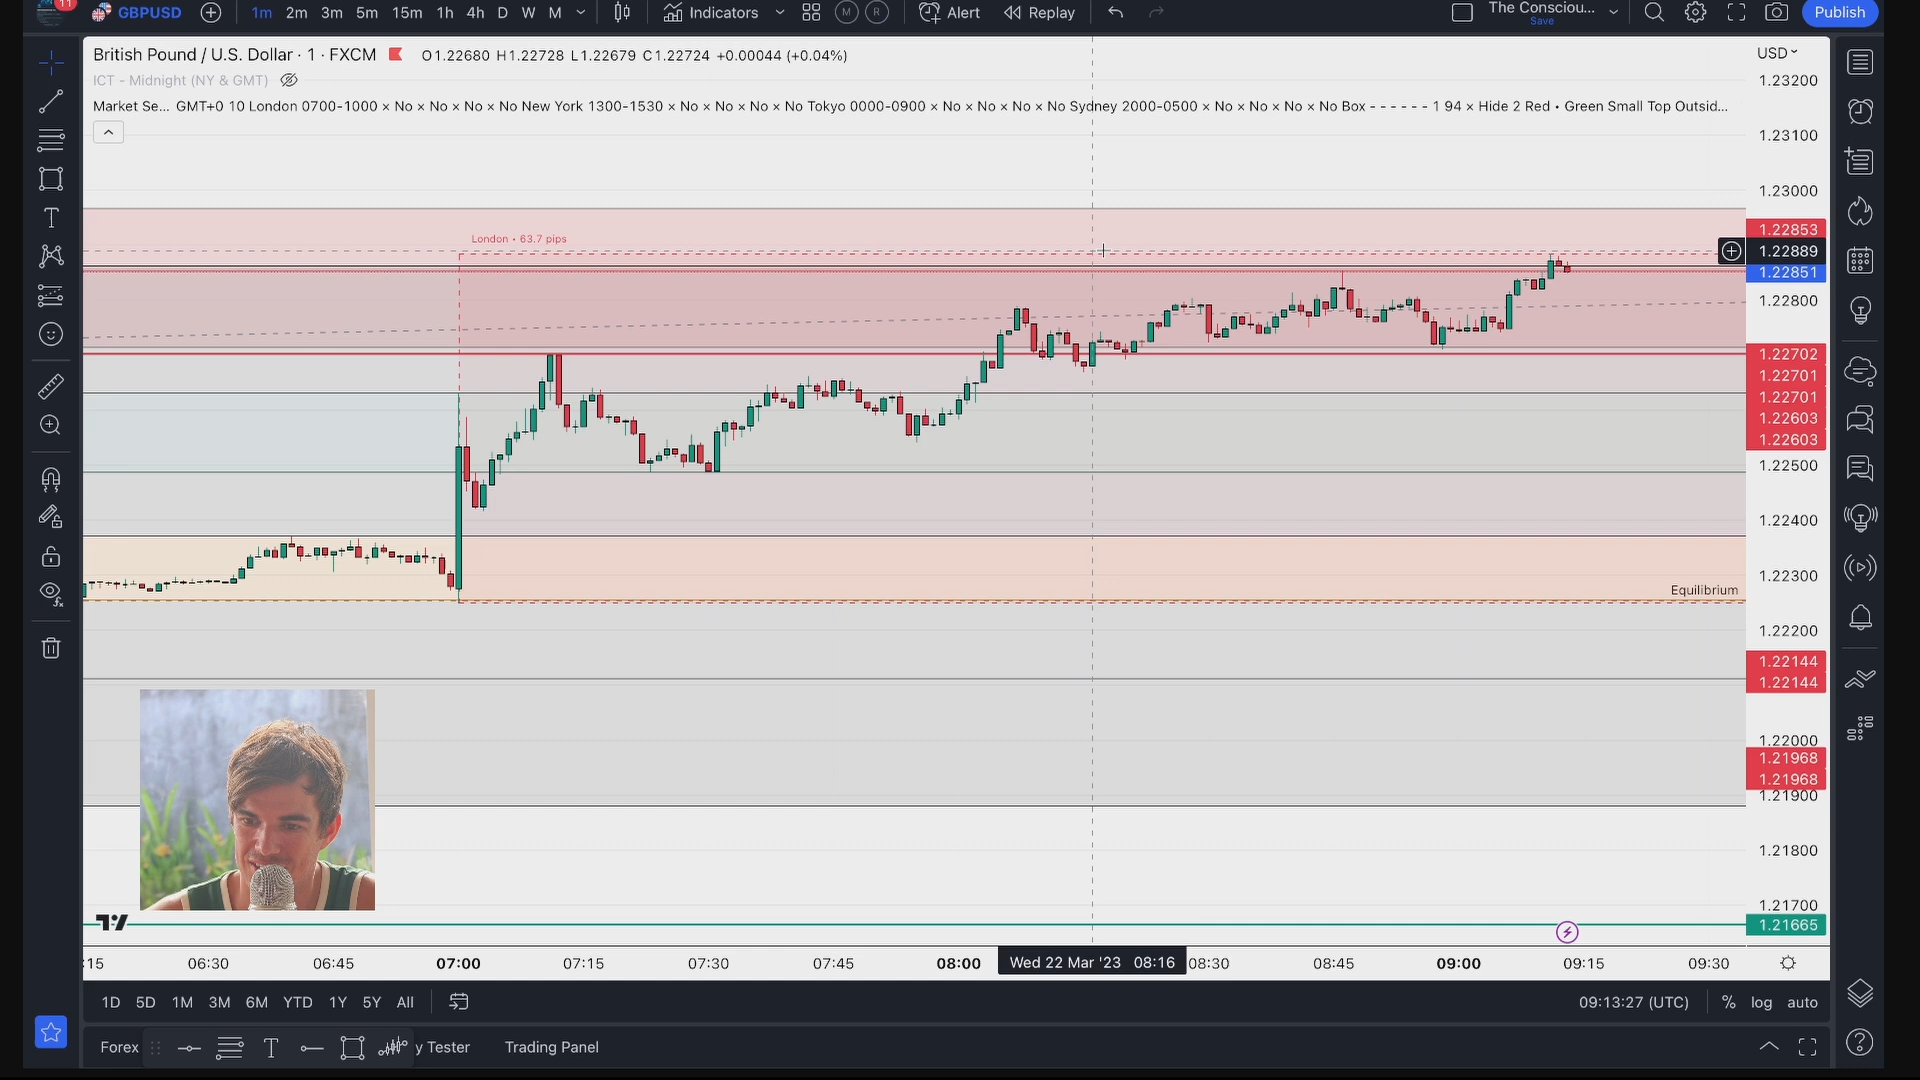 11
GBPUSD 1m 2m 3m 5m 15m 1h 4h D W M Indicators M R Alert Replay The Consciou... Save Publish
British Pound / U.S. Dollar · 1 · FXCM O1.22680 H1.22728 L1.22679 C1.22724 +0.00044 (+0.04%)
USD
ICT - Midnight (NY & GMT)
1.23200
Market Se... GMT+0 10 London 0700-1000 × No × No × No × No New York 1300-1530 × No × No × No × No Tokyo 0000-0900 × No × No × No × No Sydney 2000-0500 × No × No × No × No Box - - - - - - 1 94 × Hide 2 Red • Green Small Top Outsid...
T
1.23100
1.23000
1.22853
London • 63.7 pips
1.22889
1.22851
1.22800
1.22702
1.22701
1.22701
1.22603
1.22603
1.22500
1.22400
1.22300
Equilibrium
1.22200
1.22144
1.22144
1.22000
1.21968
1.21968
1.21900
1.21800
1.21700
1.21665
:15 06:30 06:45 07:00 07:15 07:30 07:45 08:00 Wed 22 Mar '23 08:16 08:30 08:45 09:00 09:15 09:30
1D 5D 1M 3M 6M YTD 1Y 5Y All 09:13:27 (UTC) % log auto
Forex T y Tester Trading Panel